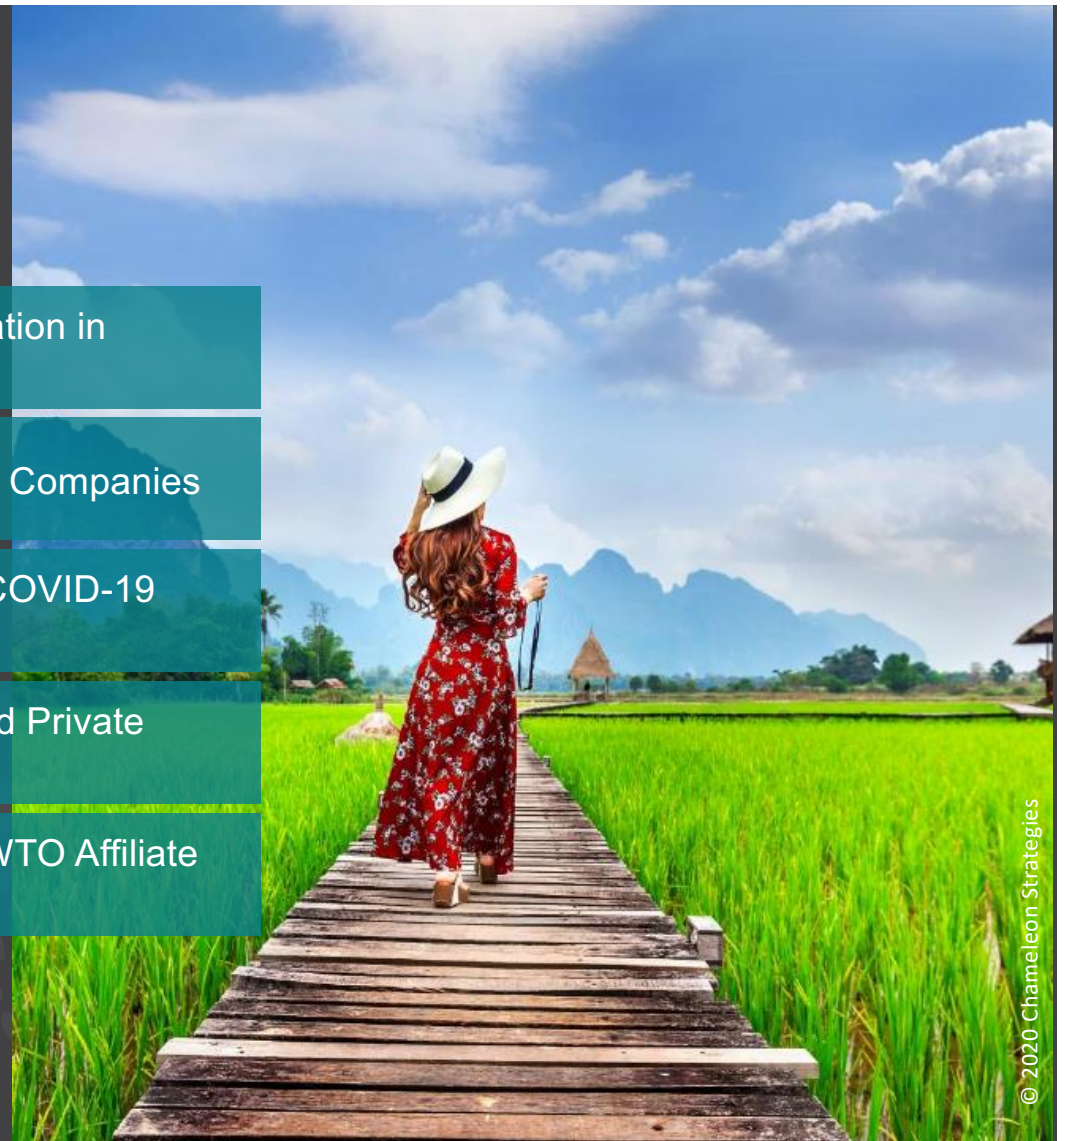 ation in
Companies
COVID-19
d Private
WTO Affiliate
© 2020 Chameleon Strategies